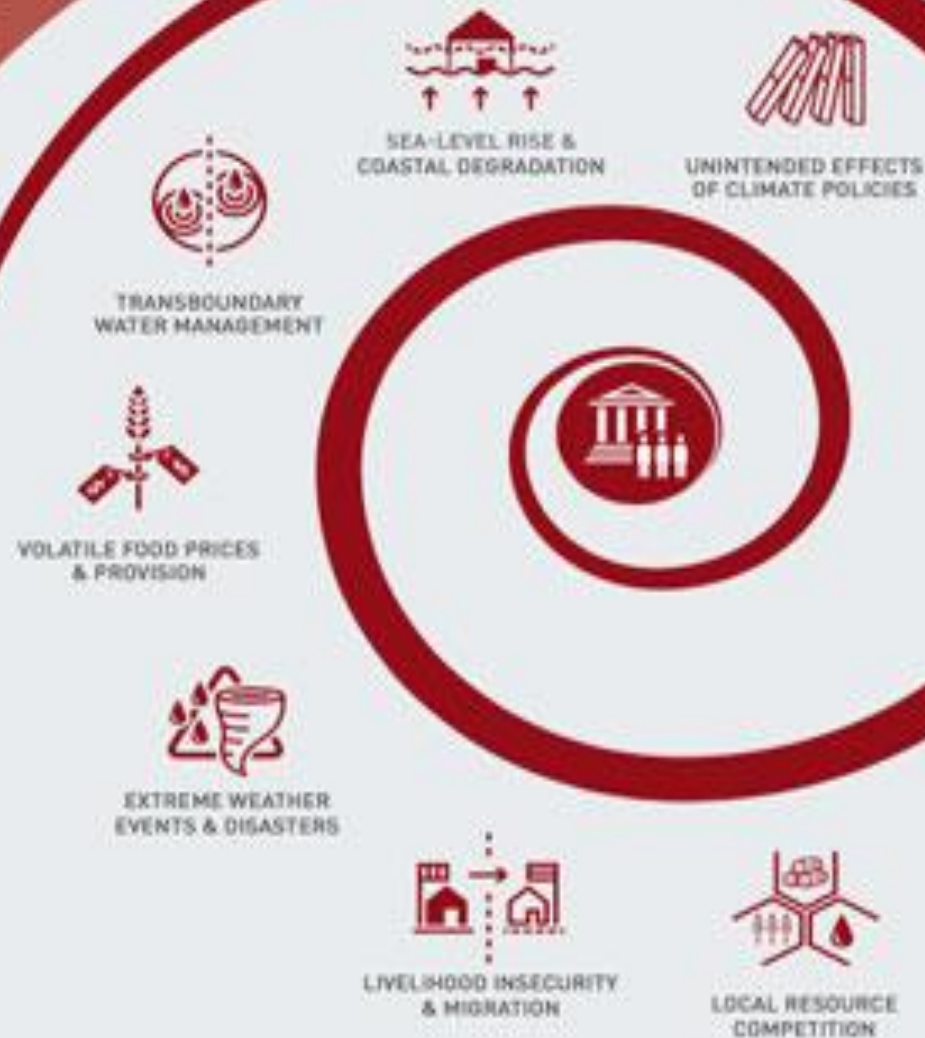 SEA-LEVEL RISE &
COASTAL DEGRADATION
UNINTENDED EFFECTS
OF CLIMATE POLICIES
TRANSBOUNDARY
WATER MANAGEMENT
VOLATILE FOOD PRICES
& PROVISION
EXTREME WEATHER
EVENTS & DISASTERS
LIVELIHOOD INSECURITY
& MIGRATION
LOCAL RESOURCE
COMPETITION